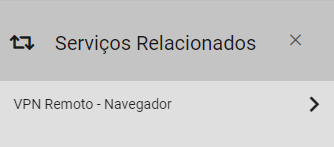 Serviços Relacionados
VPN Remoto - Navegador